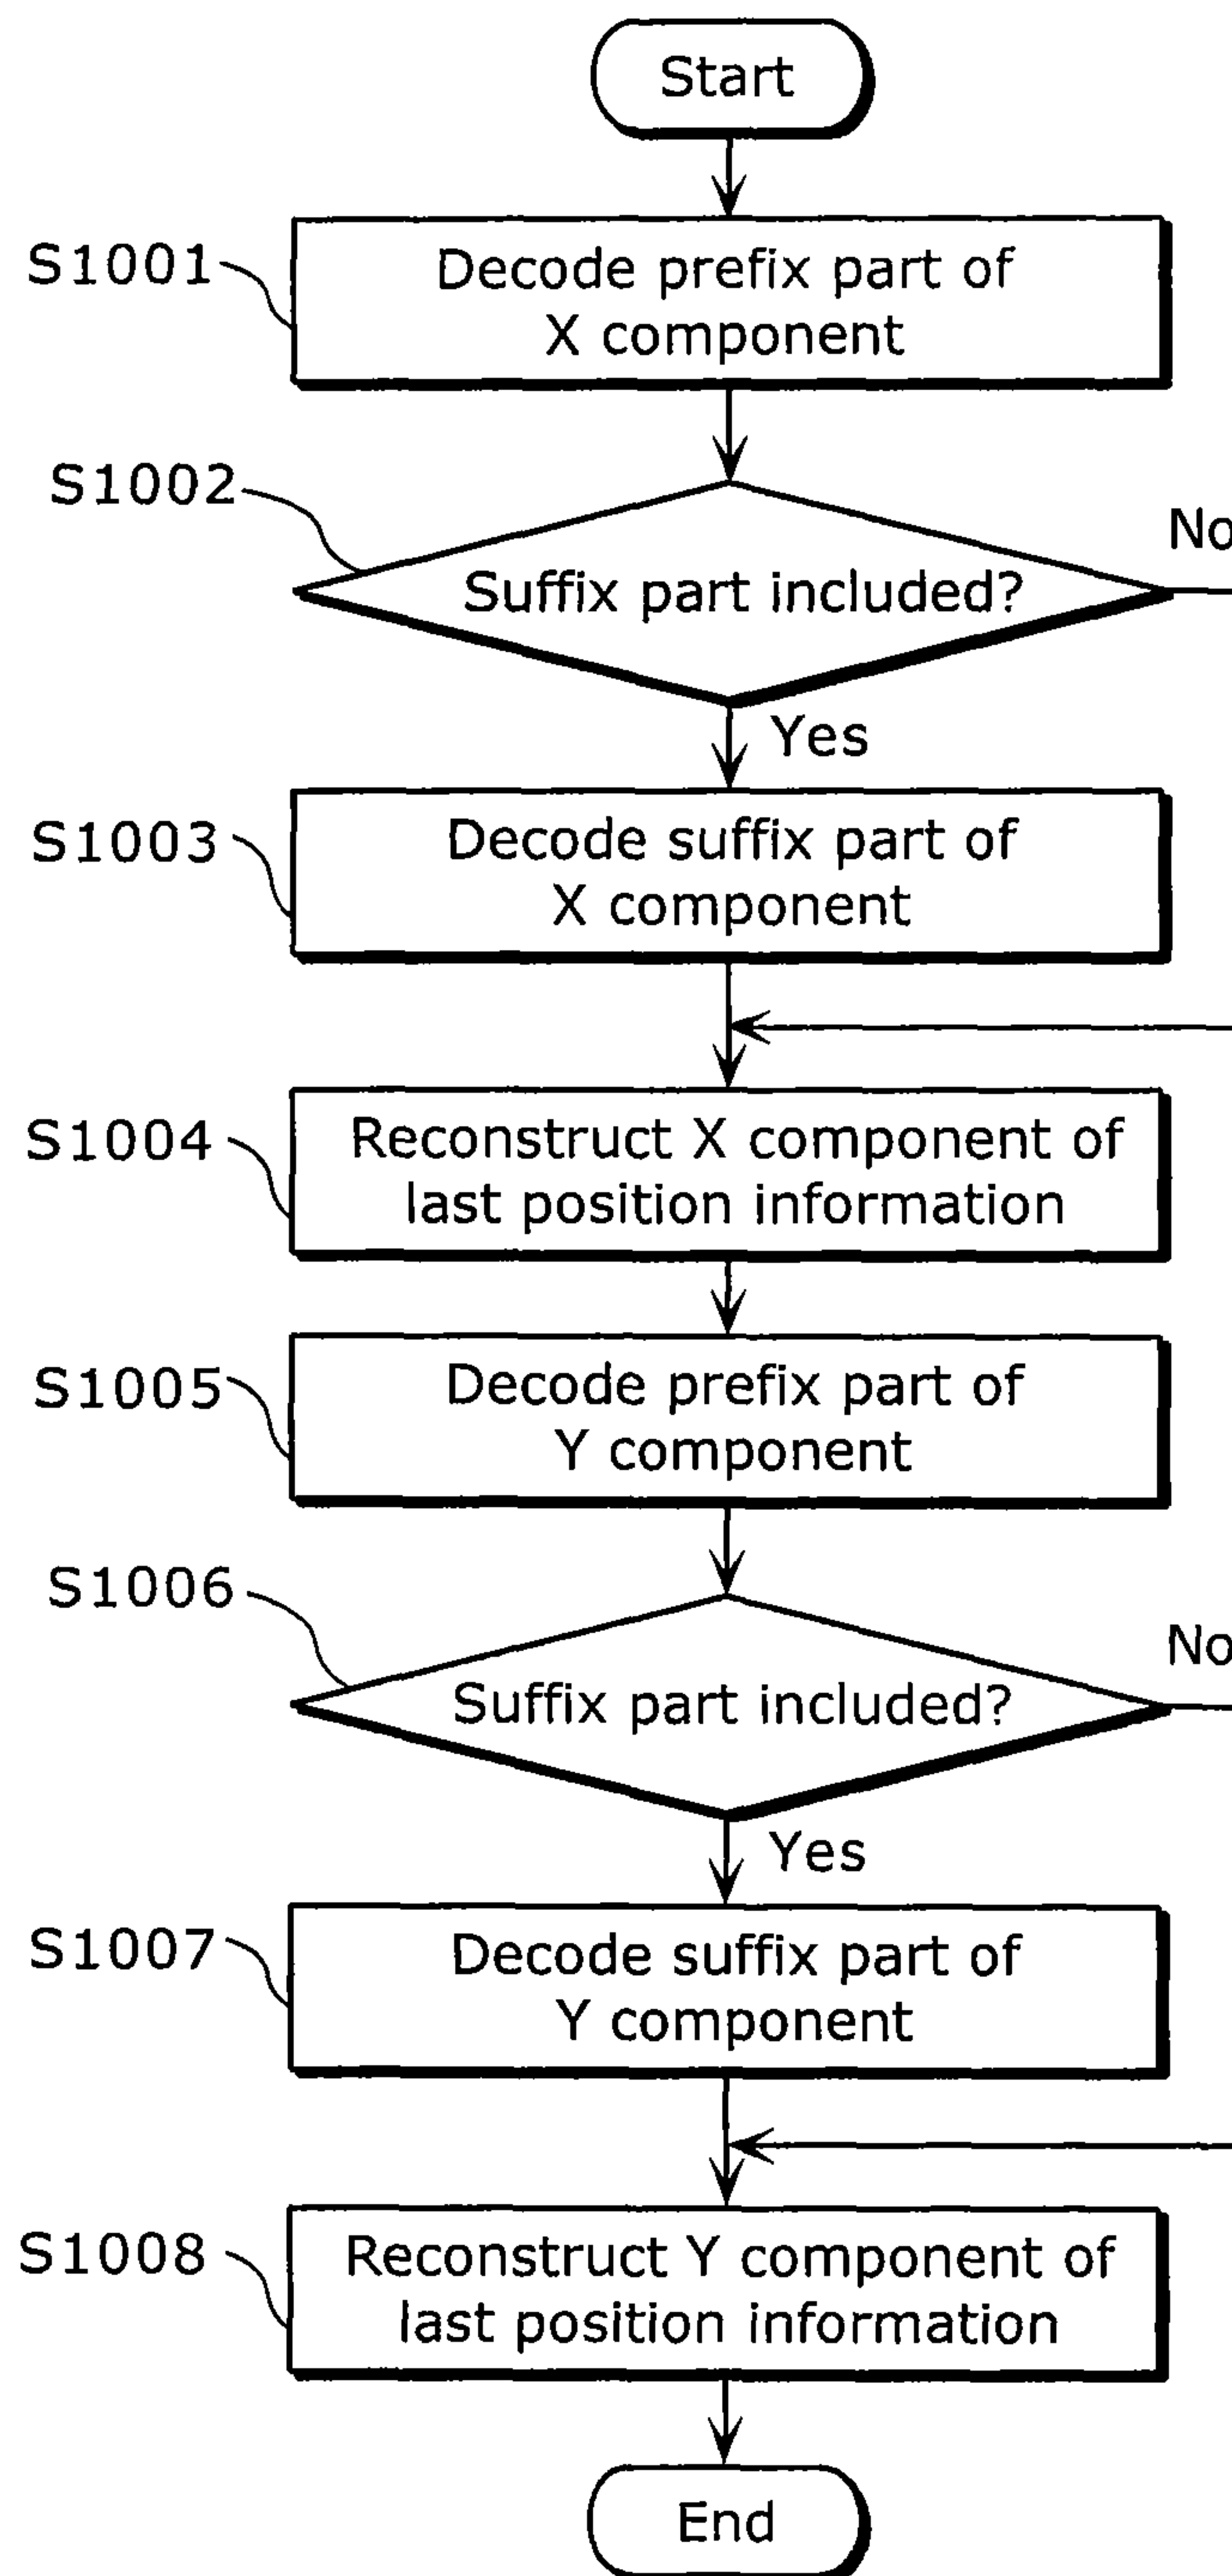 Start
S1001
Decode prefix part of
X component
S1002
No
Suffix part included?
Yes
S1003
Decode suffix part of
X component
S1004
Reconstruct X component of
last position information
S1005
Decode prefix part of
Y component
S1006
No
Suffix part included?
Yes
S1007
Decode suffix part of
Y component
S1008
Reconstruct Y component of
last position information
End